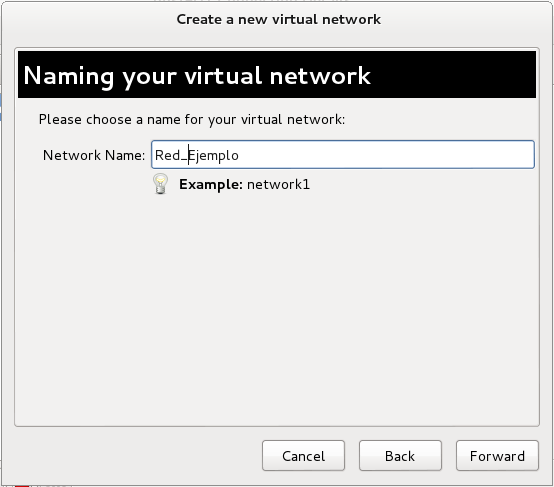 Create a new virtual network
Naming your virtual network
Please choose a name for your virtual network:
Network Name: Red_Ejemplo
Example: network1
Cancel Back Forward